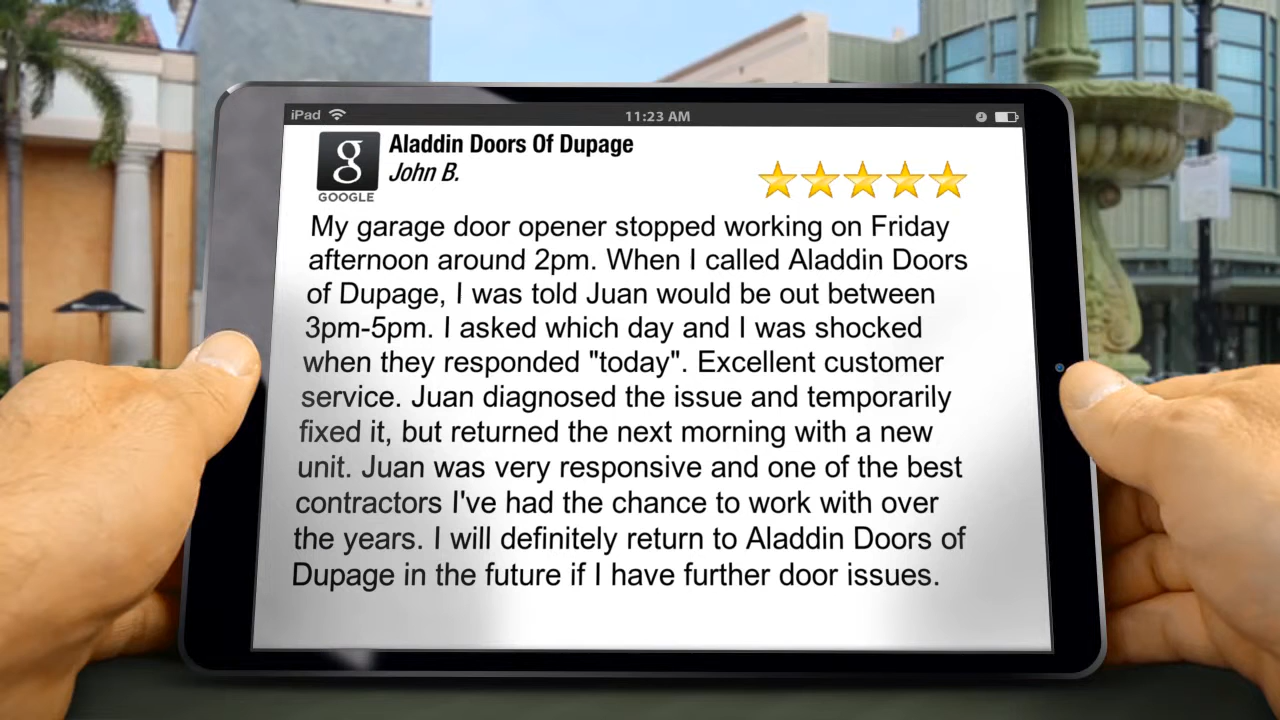 iPad 11:23 AM
g
GOOGLE
Aladdin Doors Of Dupage
John B.
My garage door opener stopped working on Friday
afternoon around 2pm. When I called Aladdin Doors
of Dupage, I was told Juan would be out between
3pm-5pm. I asked which day and I was shocked
when they responded "today". Excellent customer
service. Juan diagnosed the issue and temporarily
fixed it, but returned the next morning with a new
unit. Juan was very responsive and one of the best
contractors I've had the chance to work with over
the years. I will definitely return to Aladdin Doors of
Dupage in the future if I have further door issues.